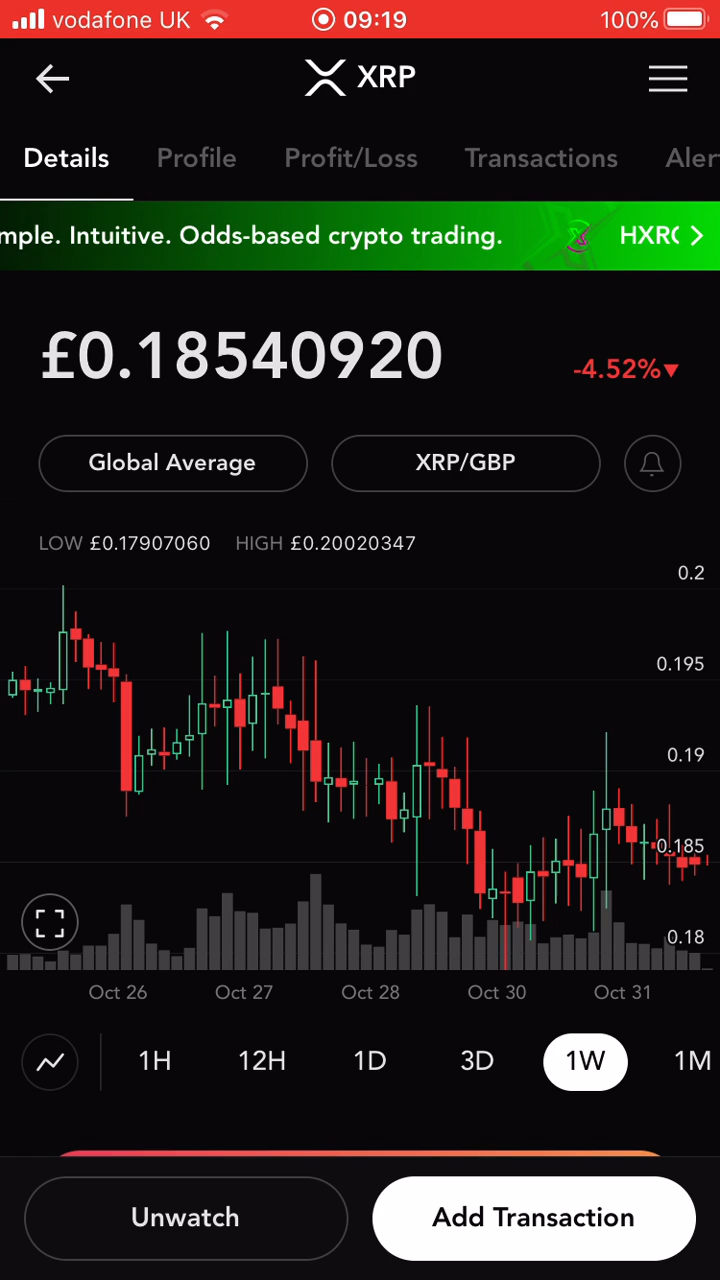 vodafone UK 09:19 100%
XRP
Details Profile Profit/Loss Transactions
Intuitive. Odds-based crypto trading.
£0.18540920 -4.52%
Global Average XRP/GBP
LOW £0.17907060 HIGH £0.20020347
0.2
0.195
0.19
0.185
0.18
Oct 26 Oct 27 Oct 28 Oct 30 Oct 31
1H 12H 1D 3D 1W 1M
Unwatch Add Transaction